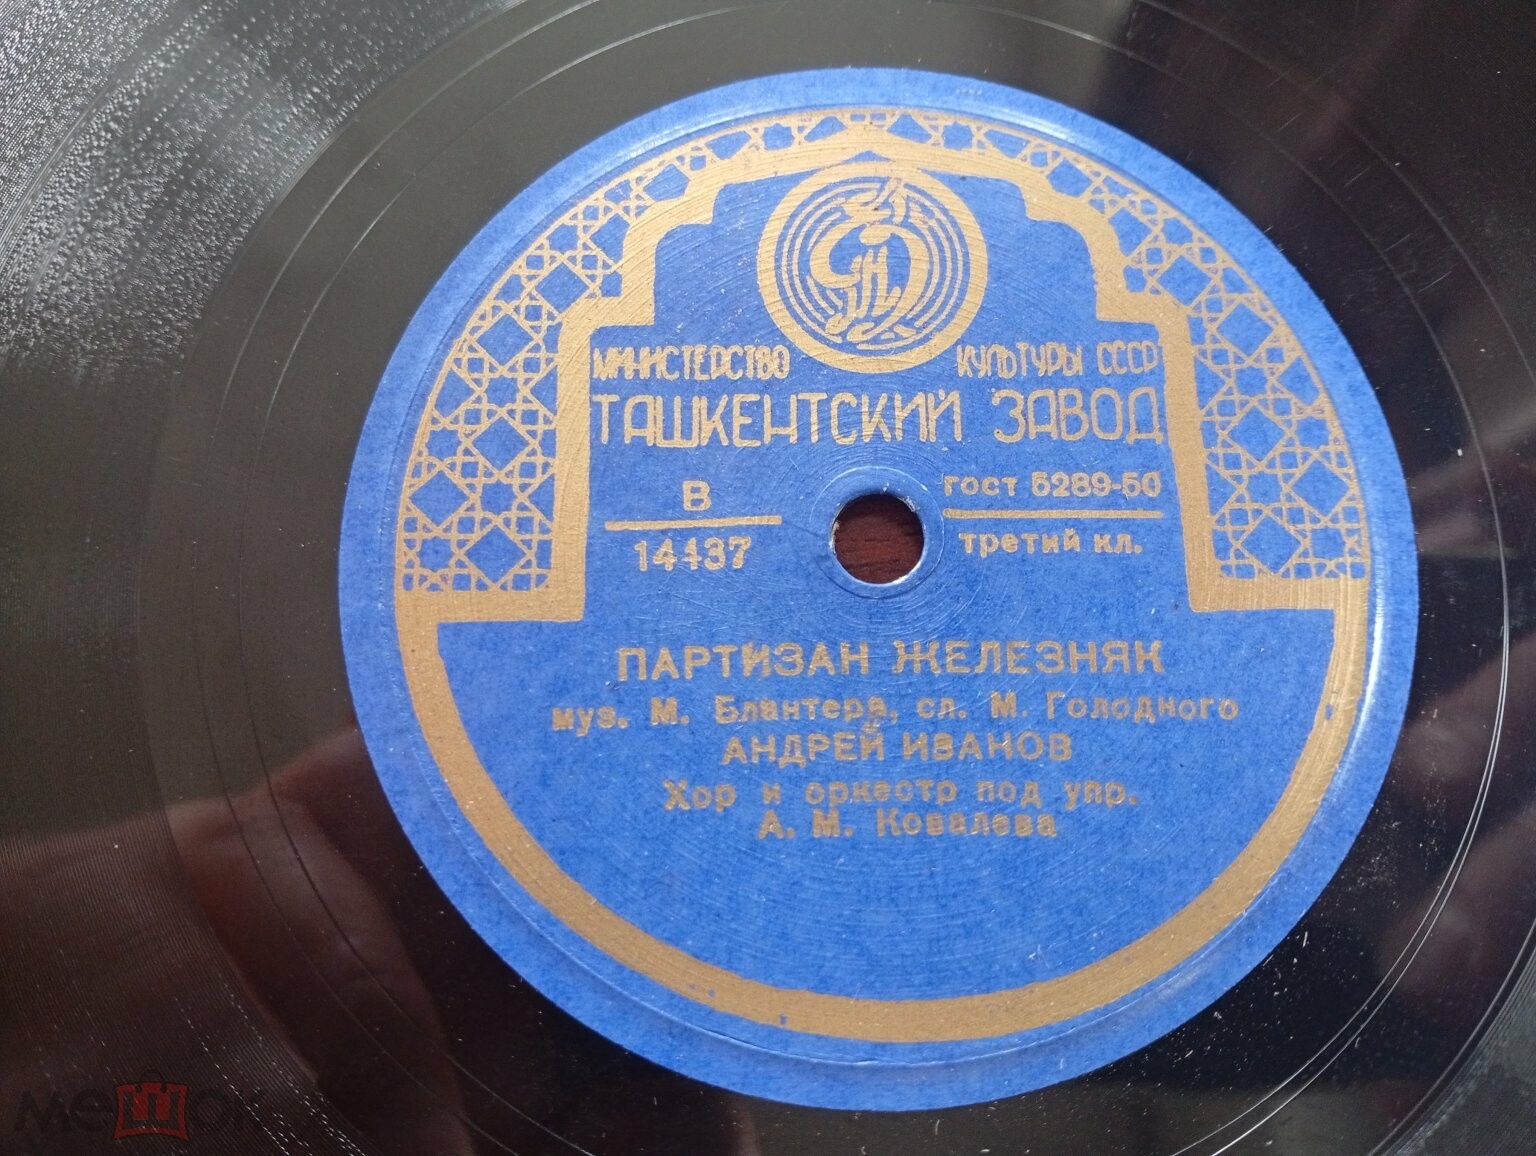 МИНИСТЕРСТВО КУЛЬТУРЫ СССР
ТАШКЕНТСКИЙ ЗАВОД
В
14437
гост 5289-50
третий кл.
ПАРТИЗАН ЖЕЛЕЗНЯК
муз. М. Блантера, сл. М. Голодного
АНДРЕЙ ИВАНОВ
Хор и оркестр под упр.
А. М. Ковалева
мешок